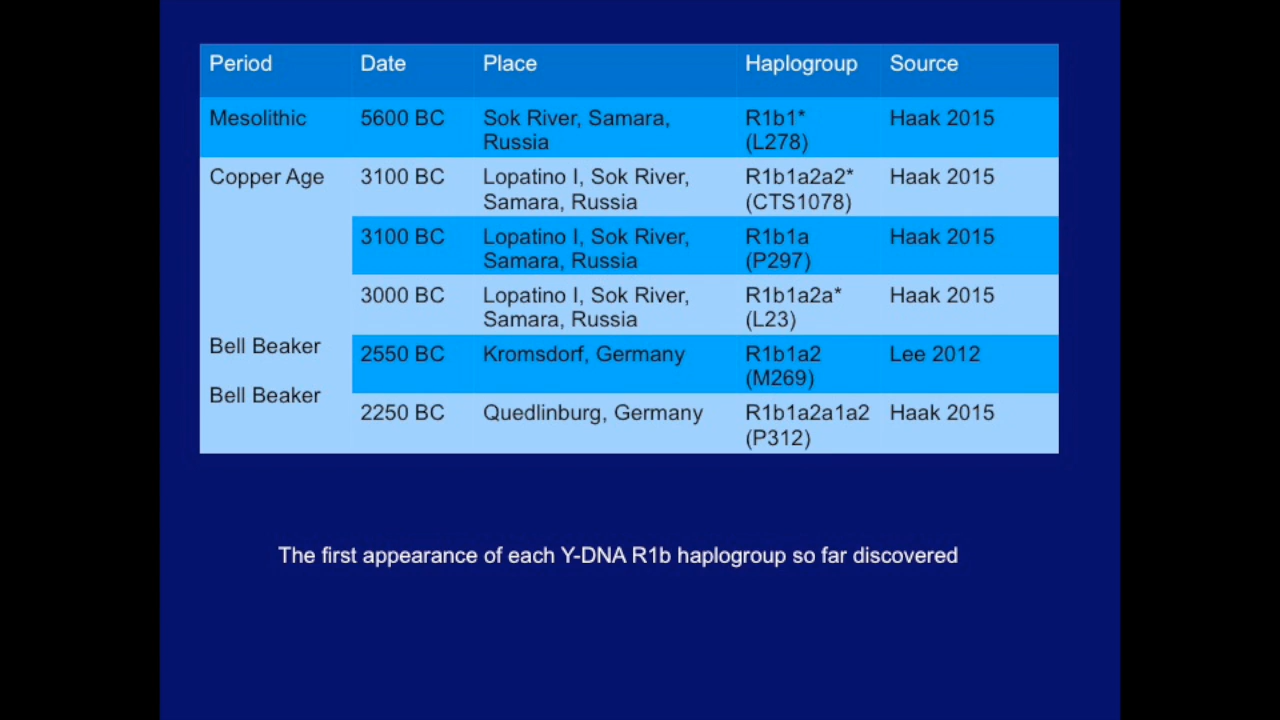 Period Date Place Haplogroup Source
Mesolithic 5600 BC Sok River, Samara, R1b1* Haak 2015
Russia (L278)
Copper Age 3100 BC Lopatino I, Sok River, R1b1a2a2* Haak 2015
Samara, Russia (CTS1078)
3100 BC Lopatino I, Sok River, R1b1a Haak 2015
Samara, Russia (P297)
3000 BC Lopatino I, Sok River, R1b1a2a* Haak 2015
Samara, Russia (L23)
Bell Beaker 2550 BC Kromsdorf, Germany R1b1a2 Lee 2012
(M269)
Bell Beaker 2250 BC Quedlinburg, Germany R1b1a2a1a2 Haak 2015
(P312)
The first appearance of each Y-DNA R1b haplogroup so far discovered